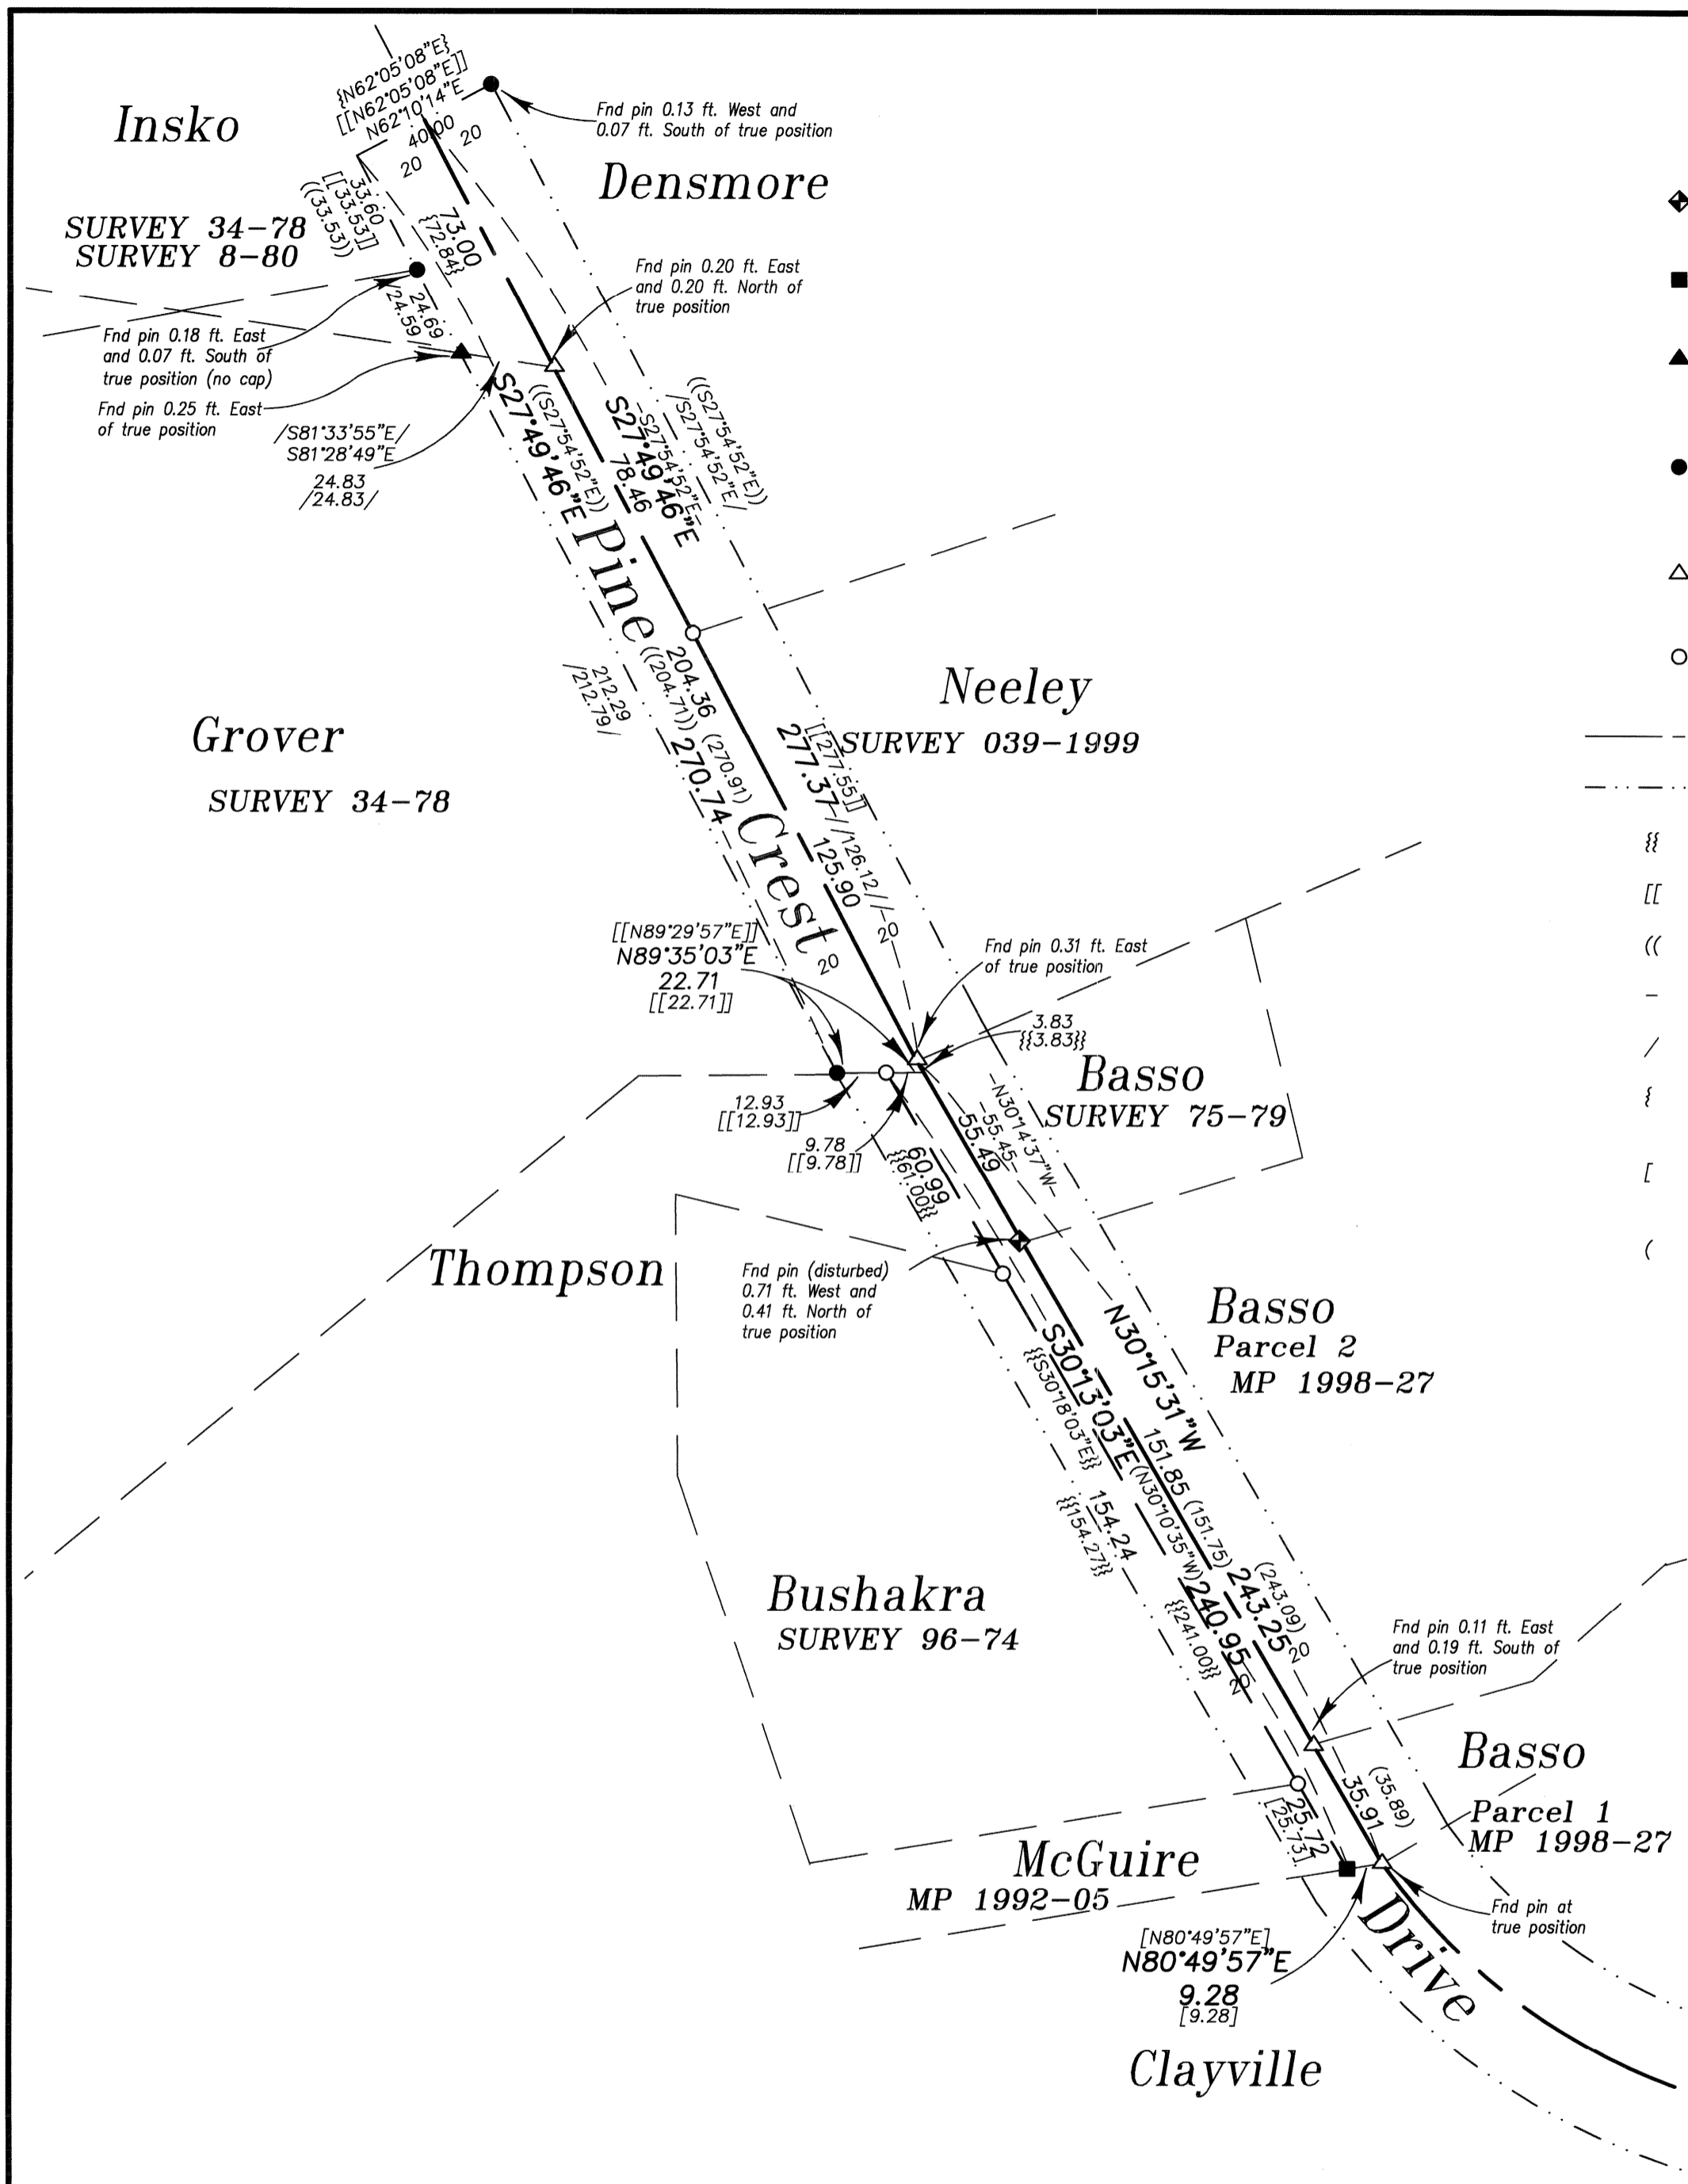 {N62°05'08"E}
[[N62°05'08"E]]
N62°10'14"E
40.00
20
20
Insko
Fnd pin 0.13 ft. West and
0.07 ft. South of true position
Densmore
SURVEY 34-78
SURVEY 8-80
33.60
[[33.53]]
((33.53))
73.00
{72.84}
Fnd pin 0.20 ft. East
and 0.20 ft. North of
true position
24.69
/24.59/
Fnd pin 0.18 ft. East
and 0.07 ft. South of
true position (no cap)
Fnd pin 0.25 ft. East
of true position
/S81°33'55"E/
S81°28'49"E
24.83
/24.83/
S27°49'46"E
((S27°54'52"E))
78.46
S27°49'46"E
-S27°54'52"E-
/S27°54'52"E/
((S27°54'52"E))
Pine
204.36
((204.71))
212.29
/212.79/
Neeley
SURVEY 039-1999
Grover
SURVEY 34-78
(270.91)
270.74
[[277.55]]
277.37
//126.12//
125.90
Crest
20
20
[[N89°29'57"E]]
N89°35'03"E
22.71
[[22.71]]
Fnd pin 0.31 ft. East
of true position
3.83
{{3.83}}
Basso
SURVEY 75-79
12.93
[[12.93]]
9.78
[[9.78]]
-N30°14'37"W-
-55.45-
55.49
60.99
{{61.00}}
Thompson
Fnd pin (disturbed)
0.71 ft. West and
0.41 ft. North of
true position
Basso
Parcel 2
MP 1998-27
N30°15'31"W
S30°13'03"E
{{S30°18'03"E}}
151.85 (151.75)
(N30°10'35"W)
154.24
{{154.27}}
(243.09)
243.25
240.95
{{241.00}}
20
20
Bushakra
SURVEY 96-74
Fnd pin 0.11 ft. East
and 0.19 ft. South of
true position
Basso
Parcel 1
MP 1998-27
(35.89)
35.91
25.72
[25.73]
McGuire
MP 1992-05
Fnd pin at
true position
Drive
[N80°49'57"E]
N80°49'57"E
9.28
[9.28]
Clayville
{{
[[
((
-
/
{
[
(